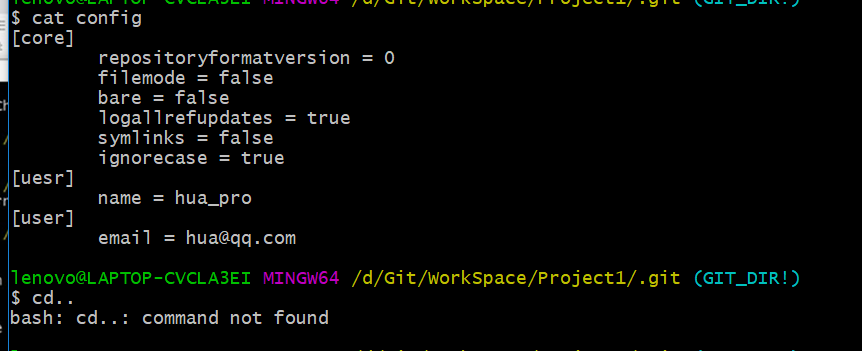 lenovo@LAPTOP-CVCLA3EI MINGW64 /d/Git/WorkSpace/Project1/.git (GIT_DIR!)
$ cat config
[core]
        repositoryformatversion = 0
        filemode = false
        bare = false
        logallrefupdates = true
        symlinks = false
        ignorecase = true
[uesr]
        name = hua_pro
[user]
        email = hua@qq.com
lenovo@LAPTOP-CVCLA3EI MINGW64 /d/Git/WorkSpace/Project1/.git (GIT_DIR!)
$ cd..
bash: cd..: command not found